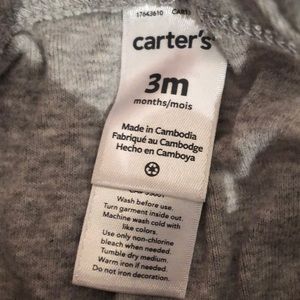 17643610
carter's
3m
months/mois
Made in Cambodia
Fabriqué au Cambodge
Hecho en Camboya
Wash before use.
Turn garment inside out.
Machine wash cold with
like colors.
Use only non-chlorine
bleach when needed.
Tumble dry medium.
Warm iron if needed.
Do not iron decoration.